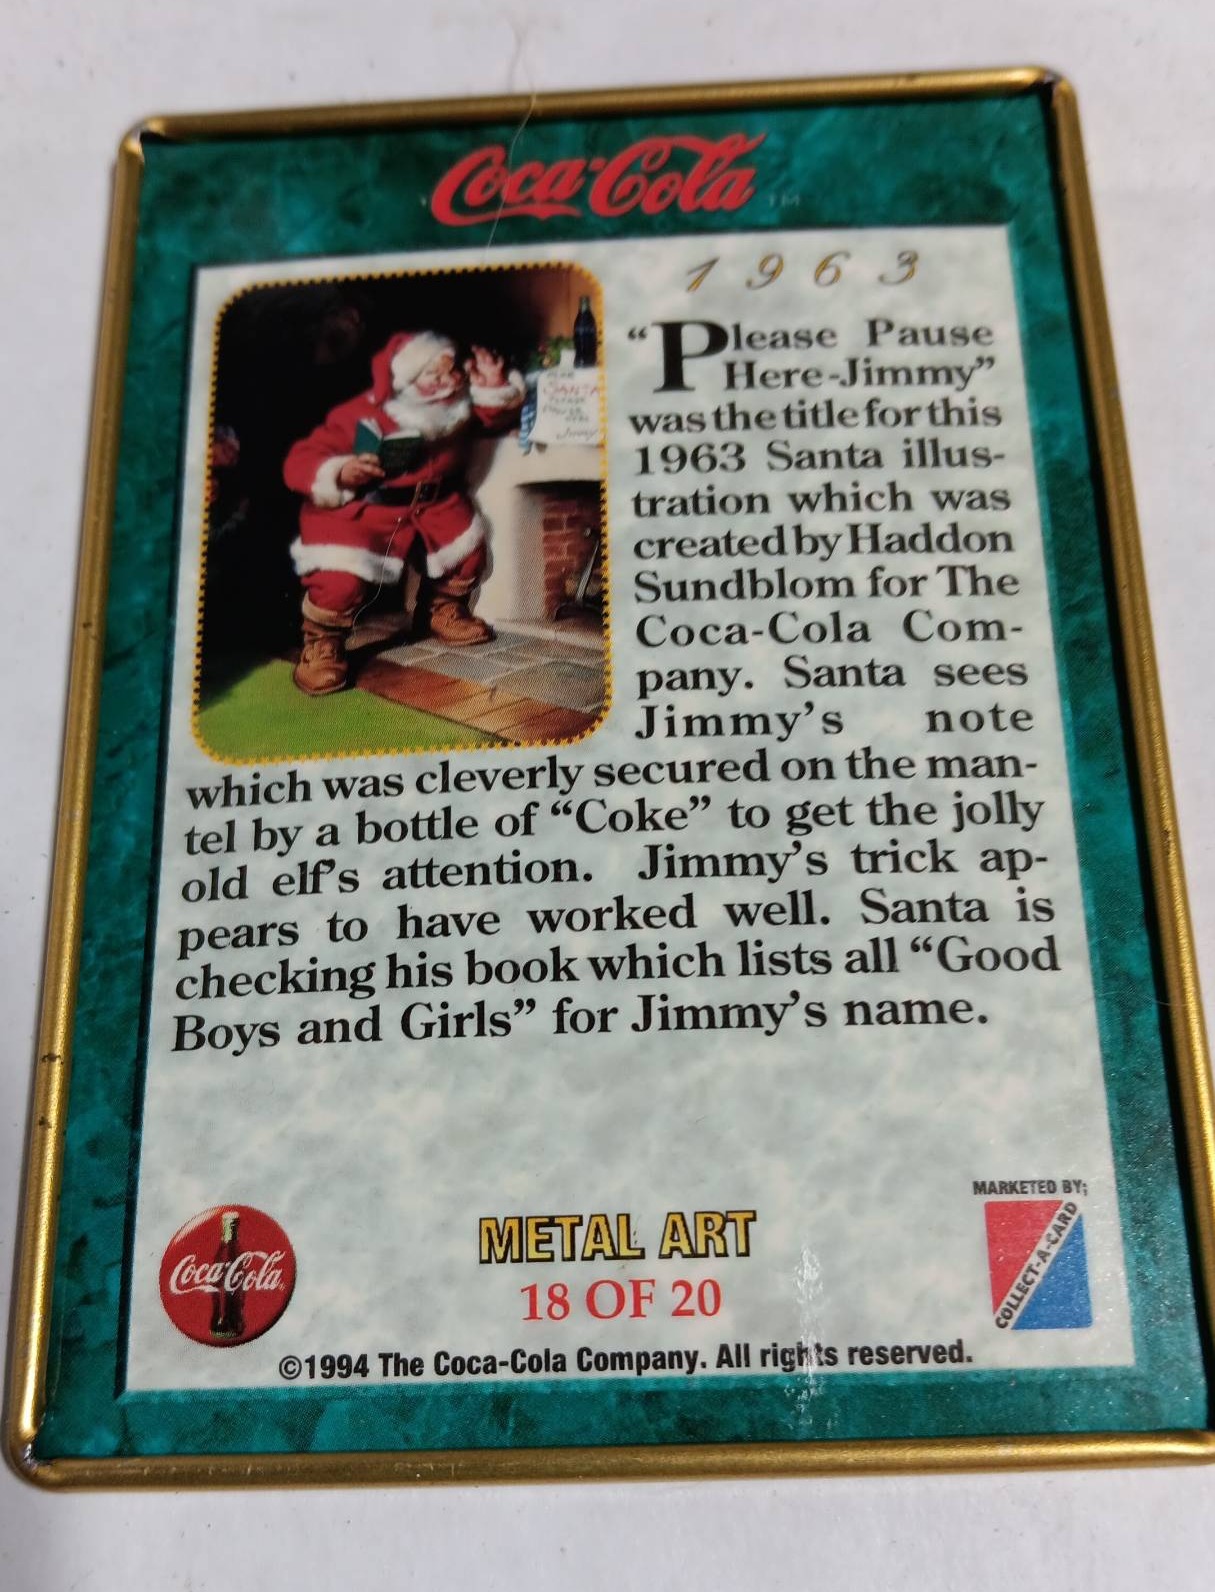 Coca-Cola TM
1963
“Please Pause
Here-Jimmy”
was the title for this
1963 Santa illus-
tration which was
created by Haddon
Sundblom for The
Coca-Cola Com-
pany. Santa sees
Jimmy’s note
which was cleverly secured on the man-
tel by a bottle of “Coke” to get the jolly
old elf’s attention. Jimmy’s trick ap-
pears to have worked well. Santa is
checking his book which lists all “Good
Boys and Girls” for Jimmy’s name.
SANTA
Jimmy
MARKETED BY;
COLLECT-A-CARD
Coca-Cola
METAL ART
18 OF 20
©1994 The Coca-Cola Company. All rights reserved.